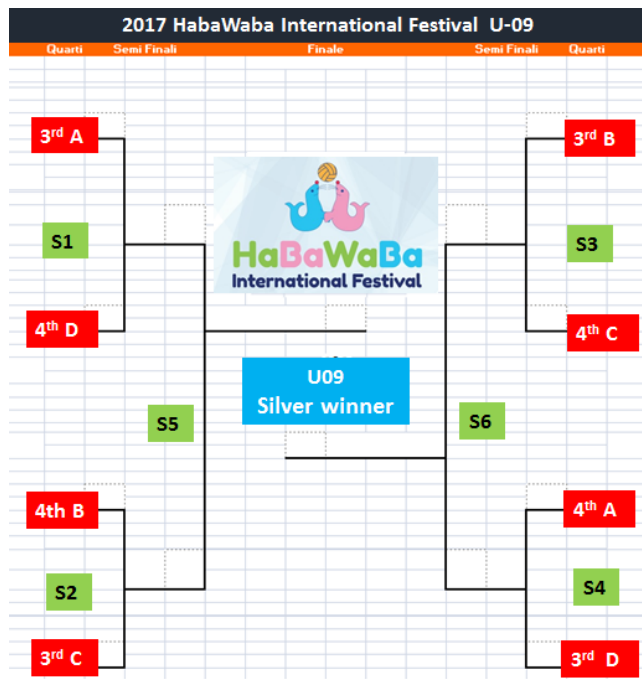 2017 HabaWaba International Festival U-09
Quarti Semi Finali Finale Semi Finali Quarti
3rd A
3rd B
S1
S3
HaBaWaBa
International Festival
4th D
4th C
U09
Silver winner
S5
S6
4th B
4th A
S2
S4
3rd C
3rd D